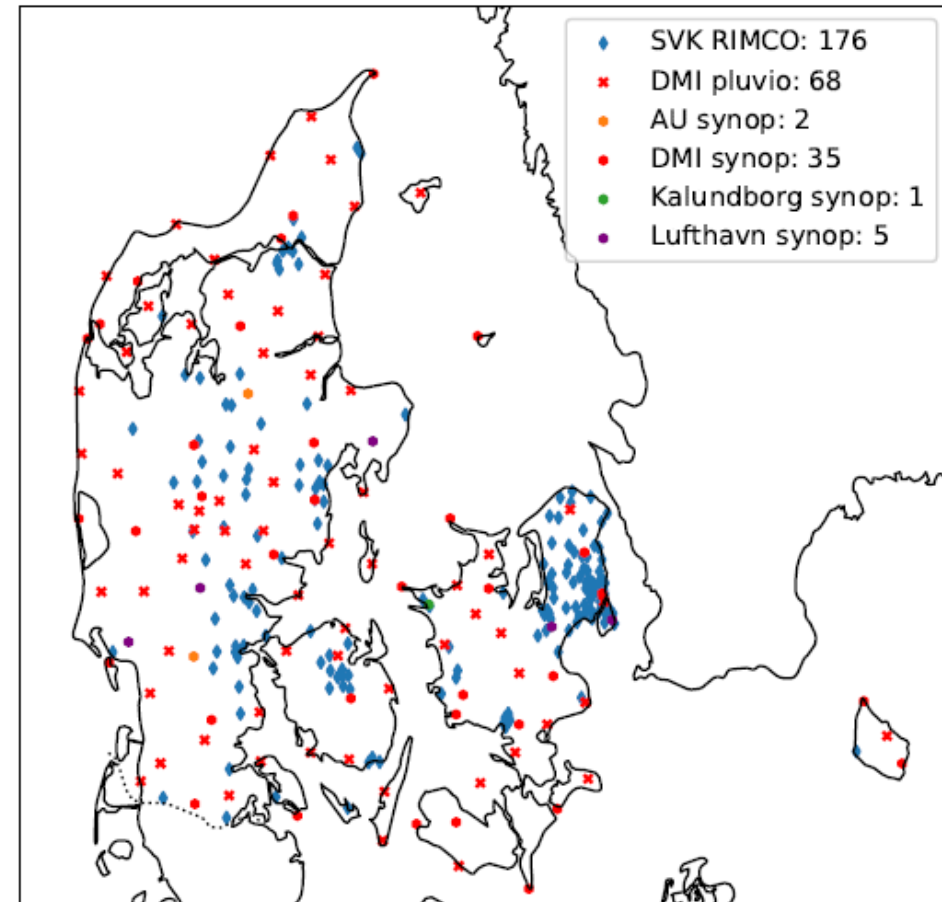 SVK RIMCO: 176
DMI pluvio: 68
AU synop: 2
DMI synop: 35
Kalundborg synop: 1
Lufthavn synop: 5